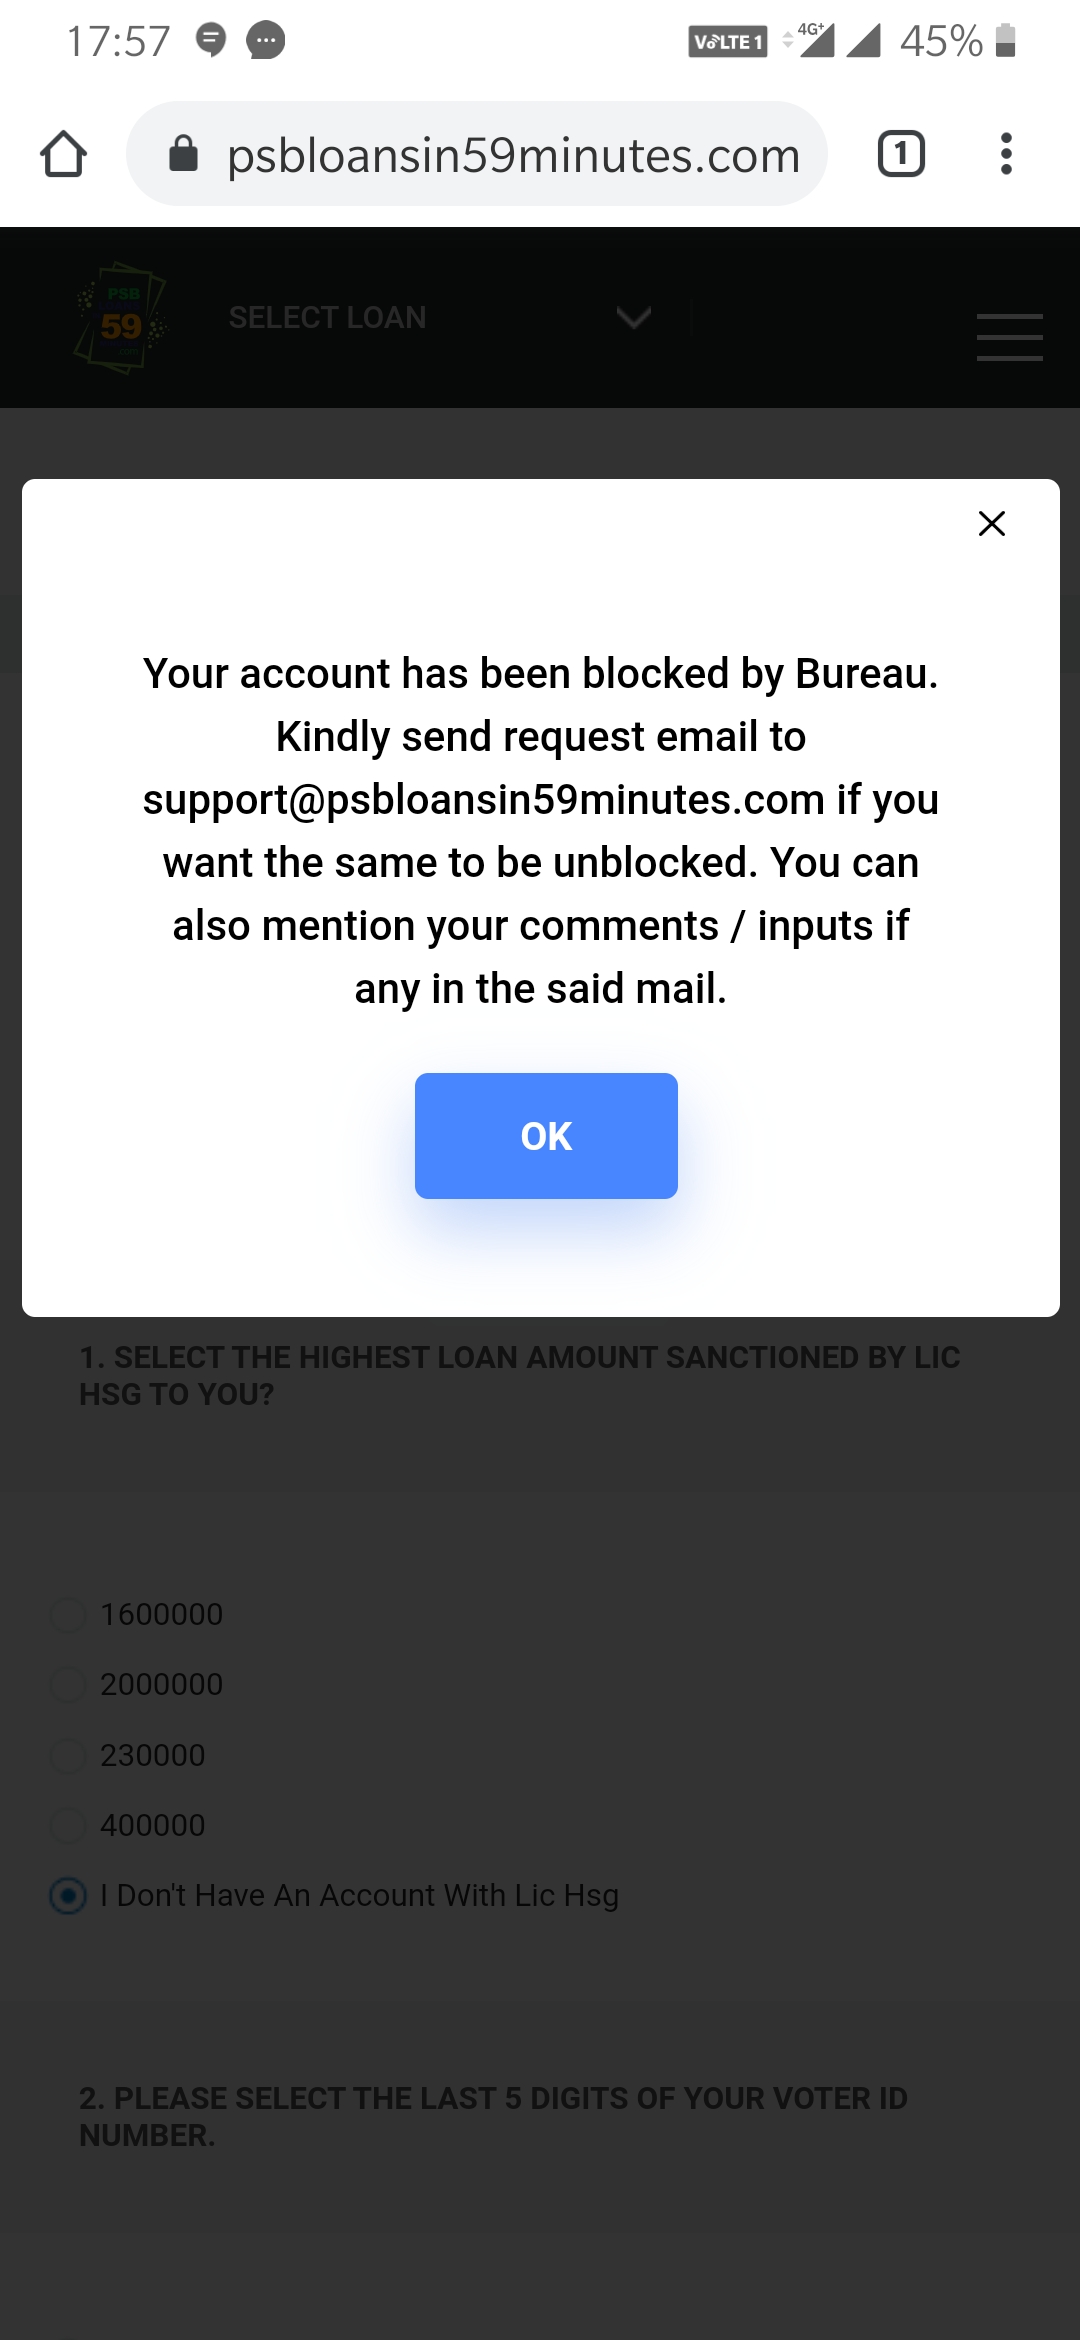 17:57
VoLTE 1
4G+
45%
psbloansin59minutes.com
1
PSB
59
.com
SELECT LOAN
Your account has been blocked by Bureau.
Kindly send request email to
support@psbloansin59minutes.com if you
want the same to be unblocked. You can
also mention your comments / inputs if
any in the said mail.
OK
1. SELECT THE HIGHEST LOAN AMOUNT SANCTIONED BY LIC
HSG TO YOU?
1600000
2000000
230000
400000
I Don't Have An Account With Lic Hsg
2. PLEASE SELECT THE LAST 5 DIGITS OF YOUR VOTER ID
NUMBER.